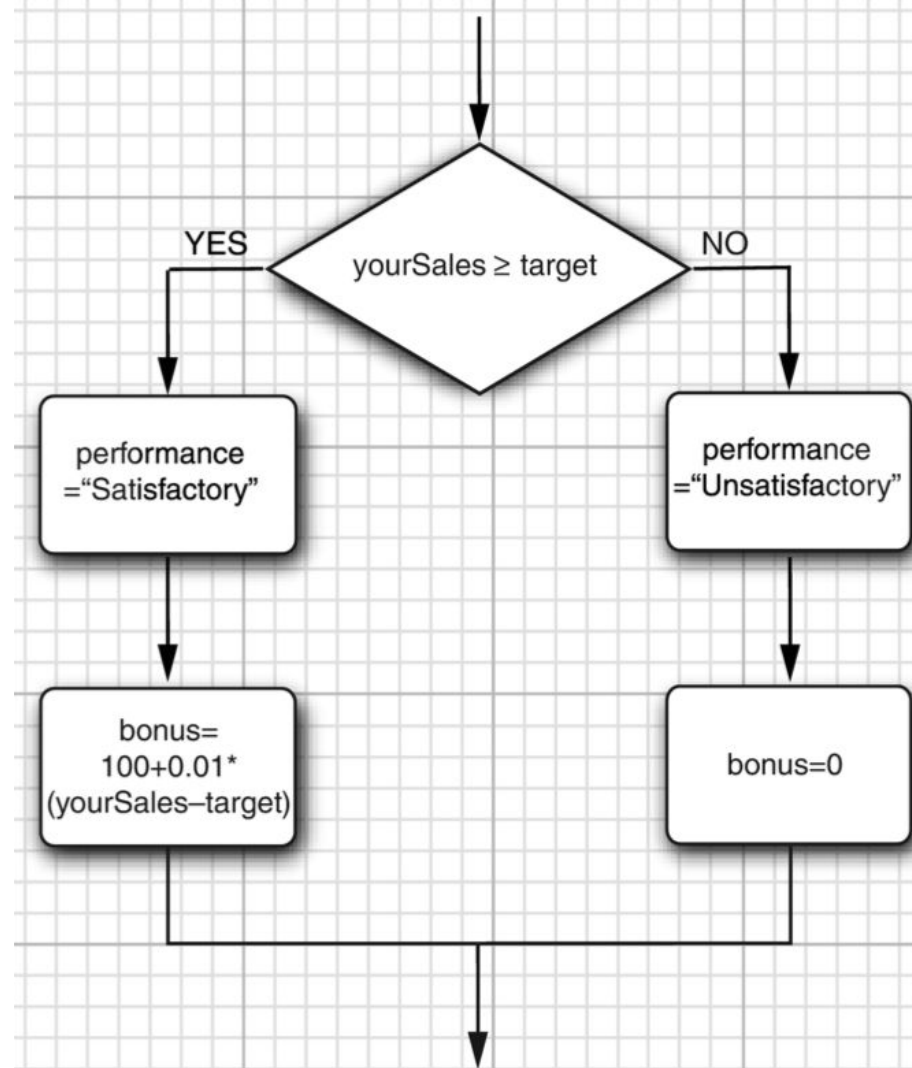 YES
yourSales ≥ target
NO
performance
=“Satisfactory”
performance
=“Unsatisfactory”
bonus=
100+0.01*
(yourSales–target)
bonus=0